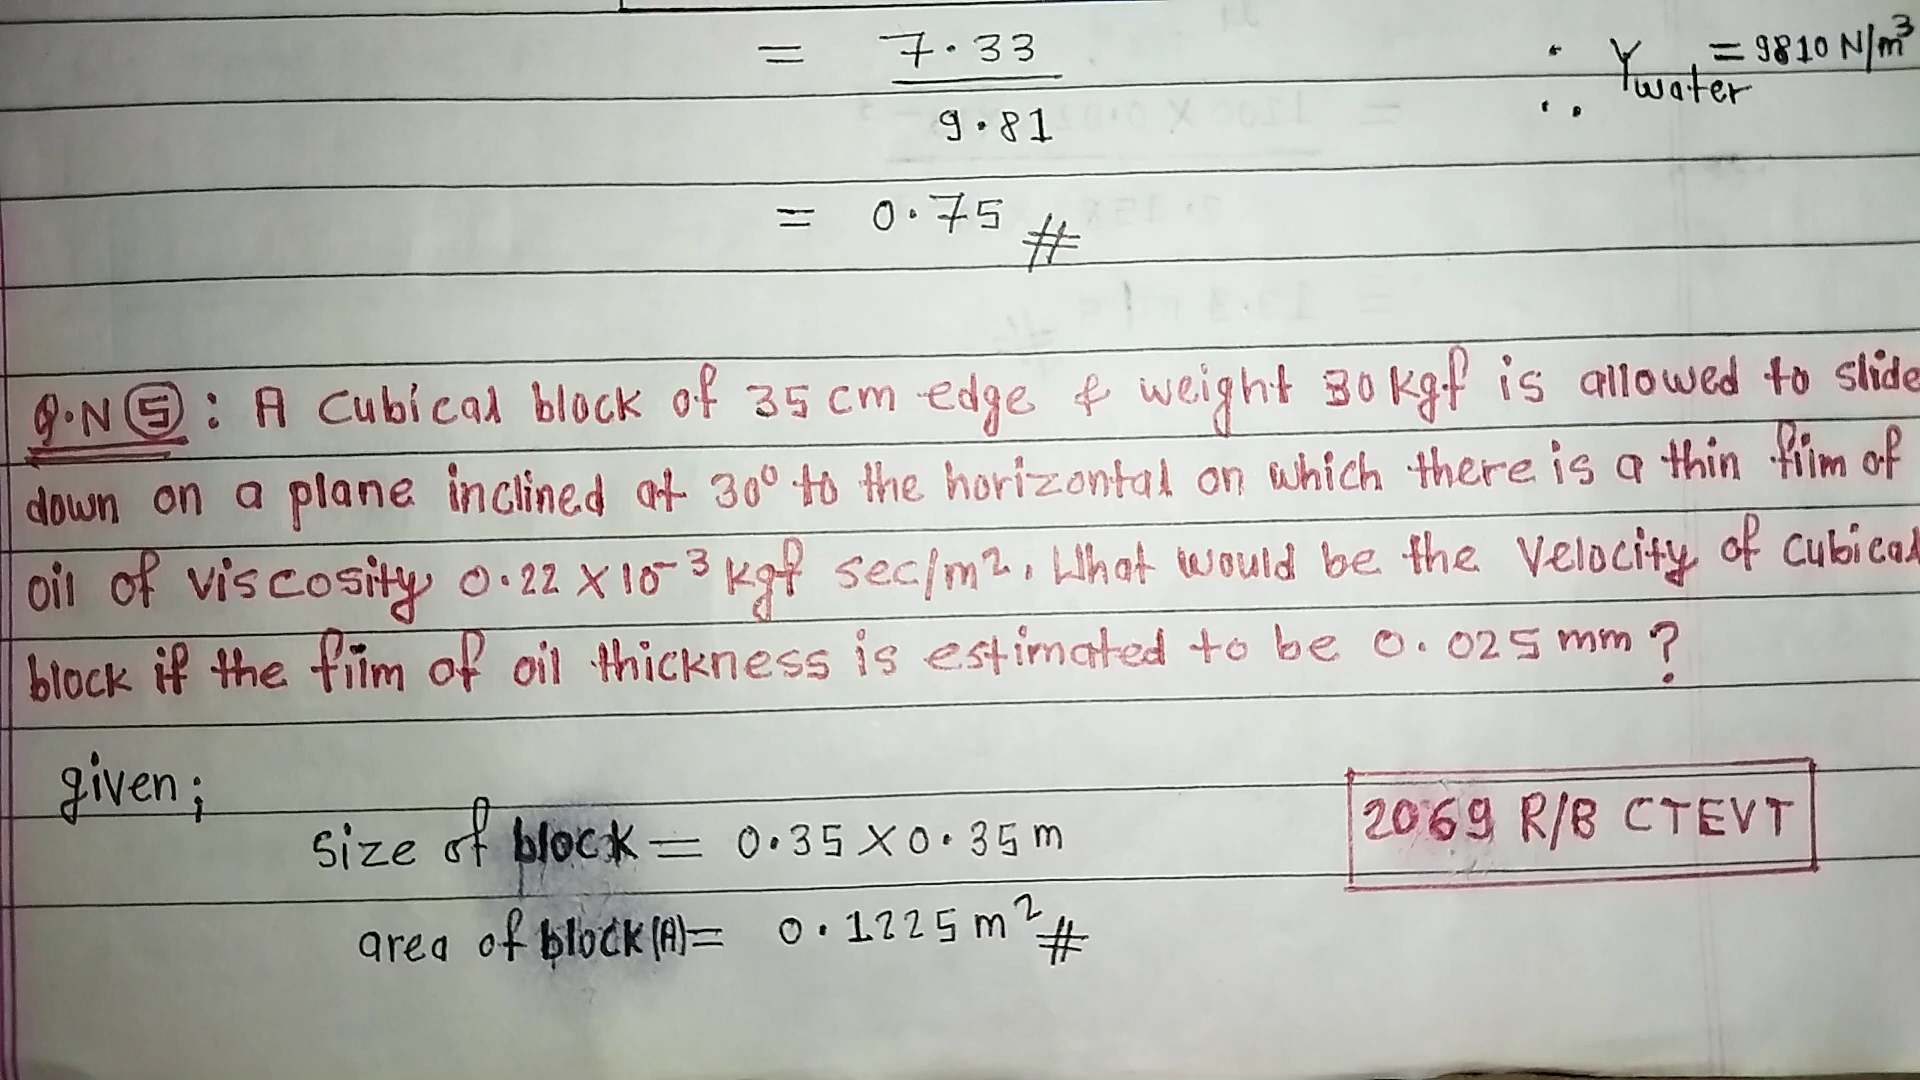 = 7.33 ∵ γwater = 9810 N/m³
9.81
= 0.75 #
Q.N ⑤ : A Cubical block of 35 cm edge & weight 30 kgf is allowed to slide
down on a plane inclined at 30° to the horizontal on which there is a thin film of
oil of viscosity 0.22 × 10⁻³ kgf sec/m². What would be the velocity of cubical
block if the film of oil thickness is estimated to be 0.025 mm ?
given ;
size of block = 0.35 × 0.35 m
2069 R/B CTEVT
area of block (A) = 0.1225 m² #